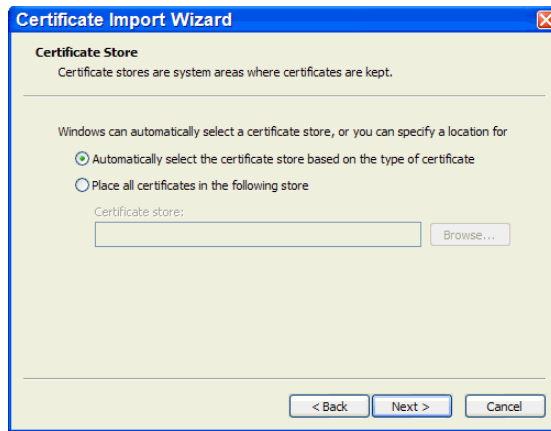 Certificate Import Wizard
Certificate Store
Certificate stores are system areas where certificates are kept.
Windows can automatically select a certificate store, or you can specify a location for
Automatically select the certificate store based on the type of certificate
Place all certificates in the following store
Certificate store:
Browse...
< Back Next > Cancel